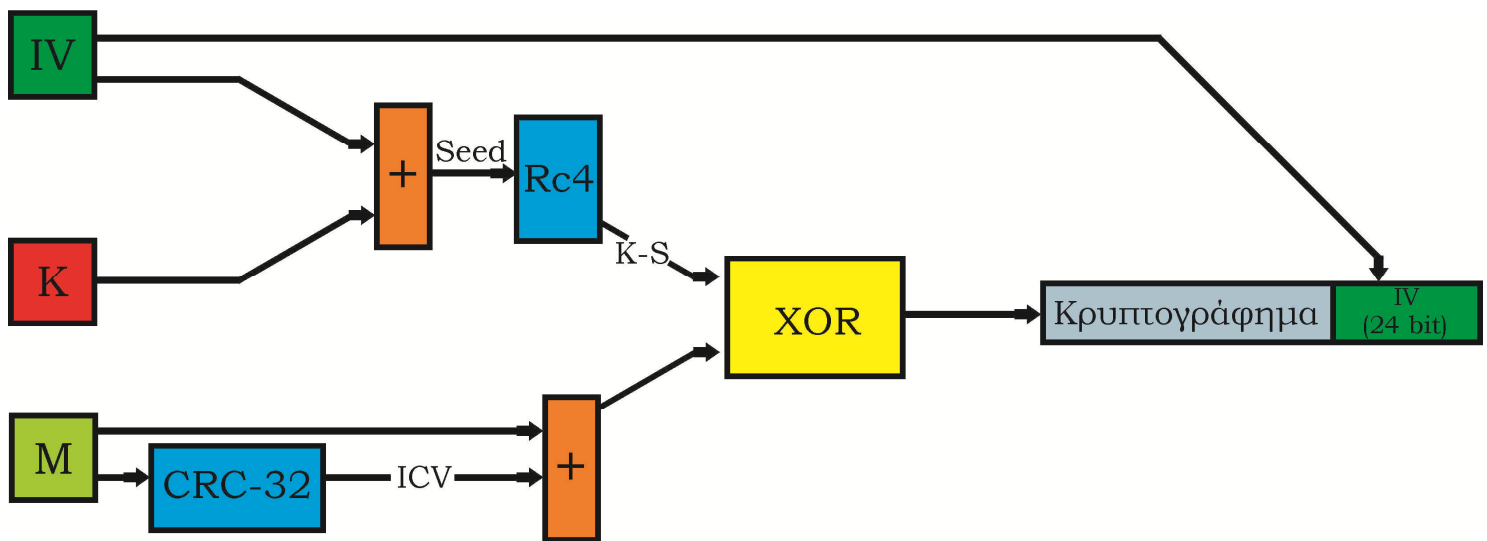 IV
+
Seed
Rc4
K
K-S
XOR
Κρυπτογράφημα
IV
(24 bit)
M
CRC-32
ICV
+